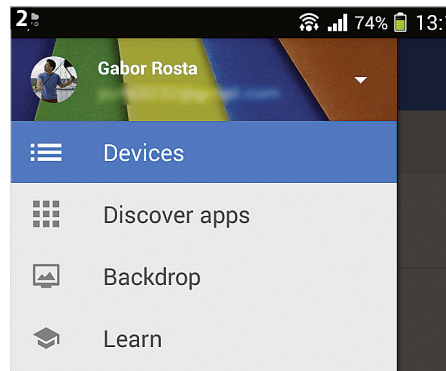 2 74% 13:
Gabor Rosta
Devices
Discover apps
Backdrop
Learn